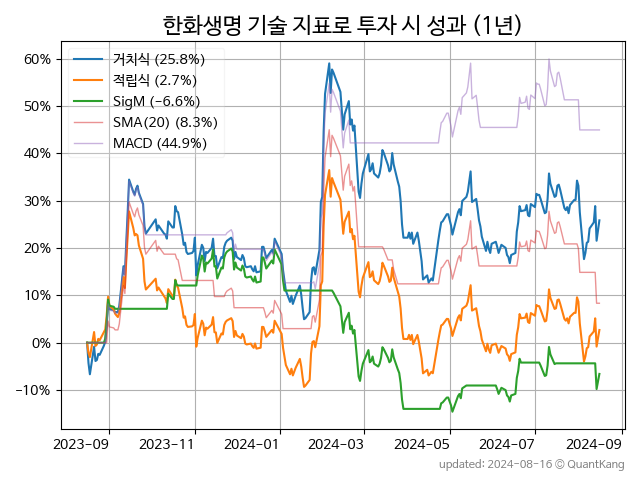 한화생명 기술 지표로 투자 시 성과 (1년)
거치식 (25.8%)
적립식 (2.7%)
SigM (−6.6%)
SMA(20) (8.3%)
MACD (44.9%)
60%
50%
40%
30%
20%
10%
0%
−10%
2023-09 2023-11 2024-01 2024-03 2024-05 2024-07 2024-09
updated: 2024-08-16 ⓒ QuantKang